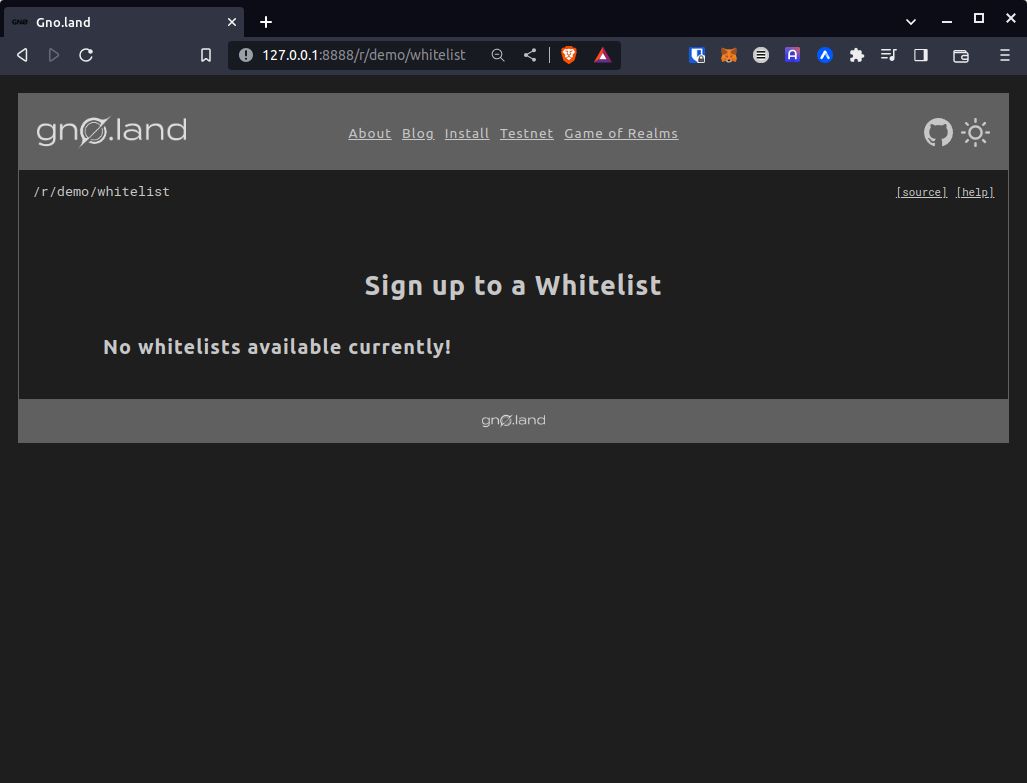 GNO Gno.land
127.0.0.1:8888/r/demo/whitelist
gnø.land About Blog Install Testnet Game of Realms
/r/demo/whitelist [source] [help]
Sign up to a Whitelist
No whitelists available currently!
gnø.land